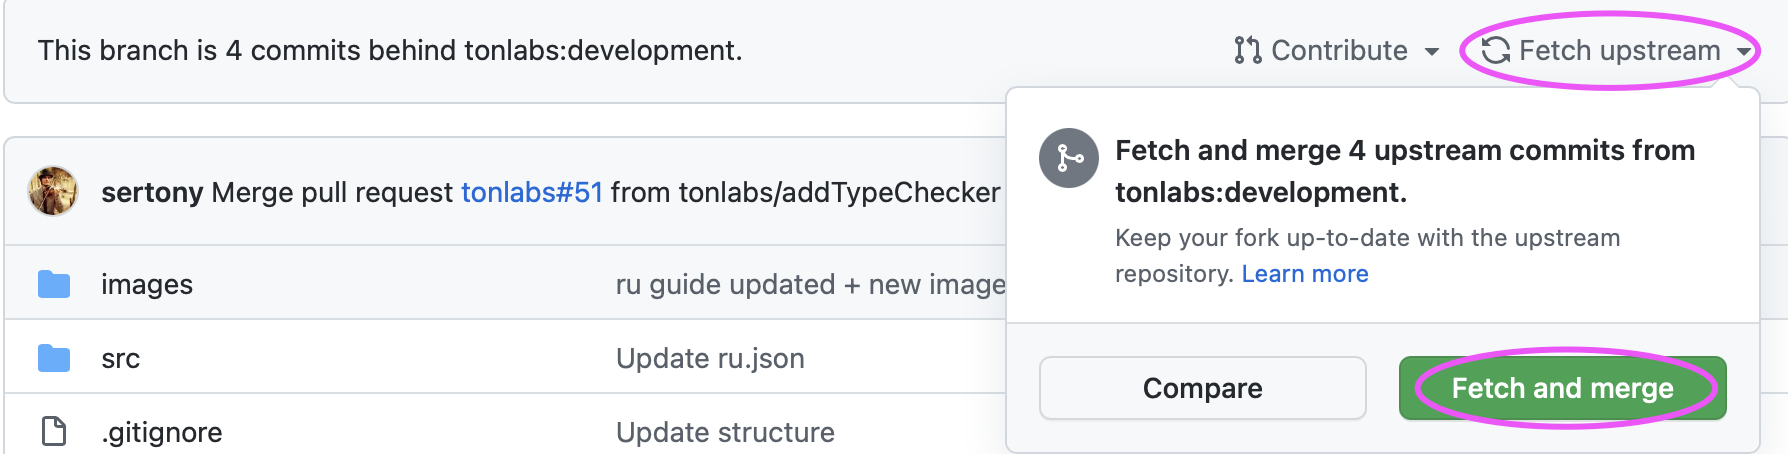 This branch is 4 commits behind tonlabs:development.
Contribute
Fetch upstream
Fetch and merge 4 upstream commits from
tonlabs:development.
Keep your fork up-to-date with the upstream
repository. Learn more
Compare
Fetch and merge
sertony Merge pull request tonlabs#51 from tonlabs/addTypeChecker
images
ru guide updated + new image
src
Update ru.json
.gitignore
Update structure